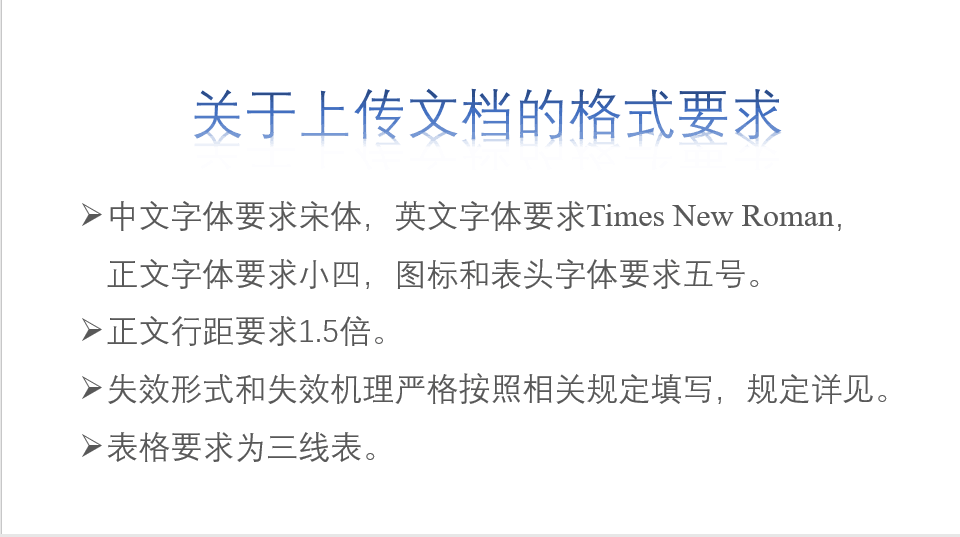 关于上传文档的格式要求
中文字体要求宋体，英文字体要求Times New Roman，
正文字体要求小四，图标和表头字体要求五号。
正文行距要求1.5倍。
失效形式和失效机理严格按照相关规定填写，规定详见。
表格要求为三线表。